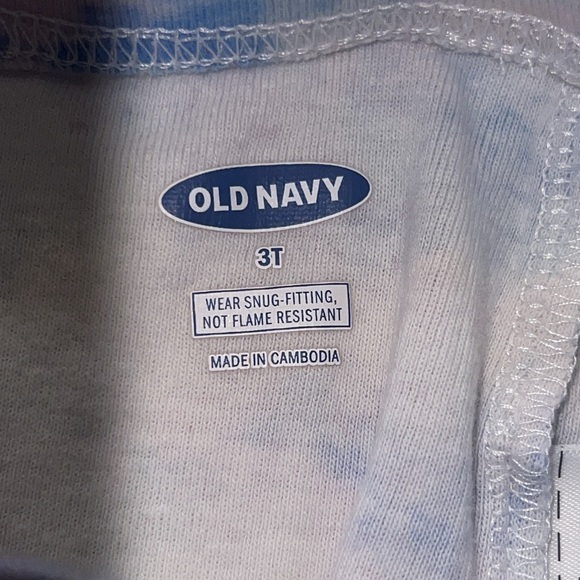 OLD NAVY
3T
WEAR SNUG-FITTING,
NOT FLAME RESISTANT
MADE IN CAMBODIA